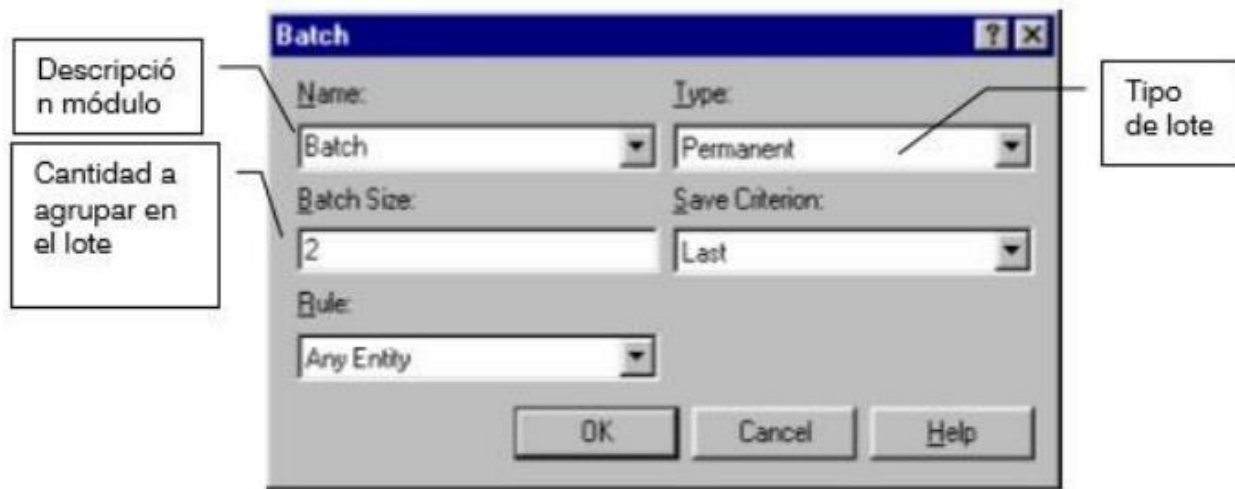 Batch
Descripció
n módulo
Name:
Type:
Tipo
de lote
Batch
Permanent
Cantidad a
agrupar en
el lote
Batch Size:
Save Criterion:
2
Last
Rule:
Any Entity
OK
Cancel
Help